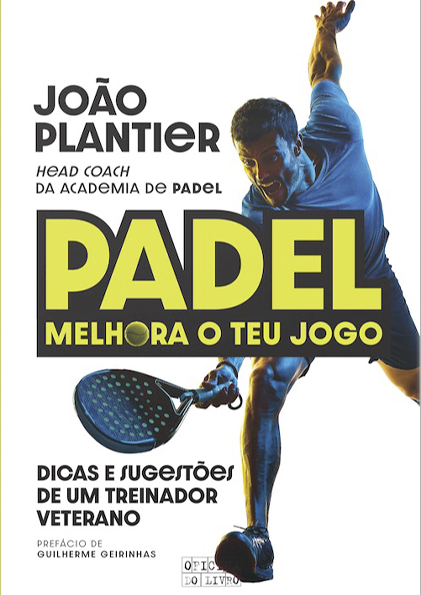 JOÃO
PLANTIER
HEAD COACH
DA ACADEMIA DE PADEL
PADEL
MELHORA O TEU JOGO
DICAS E SUGESTÕES
DE UM TREINADOR
VETERANO
PREFÁCIO DE
GUILHERME GEIRINHAS
OFICI
DO LIVRO